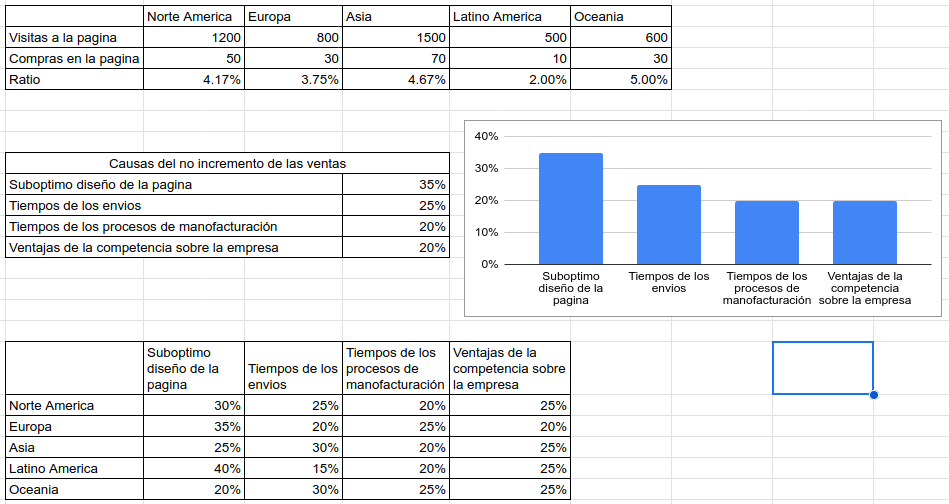 Norte America Europa Asia Latino America Oceania
Visitas a la pagina 1200 800 1500 500 600
Compras en la pagina 50 30 70 10 30
Ratio 4.17% 3.75% 4.67% 2.00% 5.00%
Causas del no incremento de las ventas
Suboptimo diseño de la pagina 35%
Tiempos de los envios 25%
Tiempos de los procesos de manofacturación 20%
Ventajas de la competencia sobre la empresa 20%
40%
30%
20%
10%
0%
Suboptimo
diseño de la
pagina
Tiempos de los
envios
Tiempos de los
procesos de
manofacturación
Ventajas de la
competencia
sobre la empresa
Suboptimo
diseño de la
pagina
Tiempos de los
envios
Tiempos de los
procesos de
manofacturación
Ventajas de la
competencia sobre
la empresa
Norte America 30% 25% 20% 25%
Europa 35% 20% 25% 20%
Asia 25% 30% 20% 25%
Latino America 40% 15% 20% 25%
Oceania 20% 30% 25% 25%